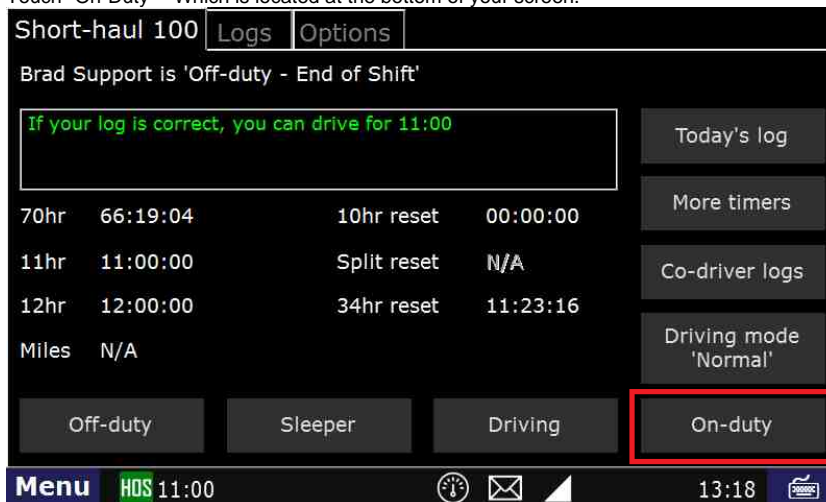 Touch "On-Duty" - Which is located at the bottom of your screen.
Short-haul 100 Logs Options
Brad Support is 'Off-duty - End of Shift'
If your log is correct, you can drive for 11:00
Today's log
70hr 66:19:04 10hr reset 00:00:00
More timers
11hr 11:00:00 Split reset N/A
Co-driver logs
12hr 12:00:00 34hr reset 11:23:16
Miles N/A
Driving mode
'Normal'
Off-duty Sleeper Driving On-duty
Menu HOS 11:00 13:18